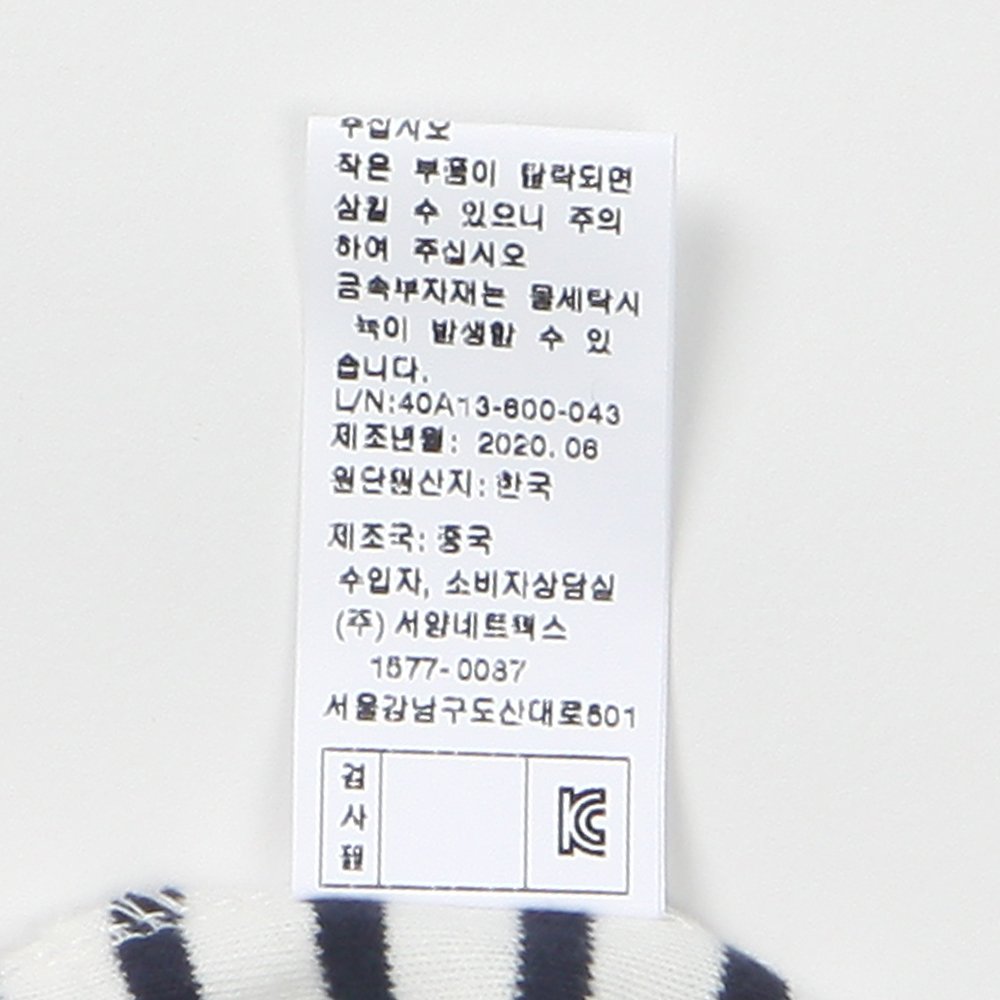 주십시오
작은 부품이 탈락되면
삼킬 수 있으니 주의
하여 주십시오
금속부자재는 물세탁시
녹이 발생할 수 있
습니다.
L/N:40A13-600-043
제조년월: 2020.06
원단원산지: 한국
제조국: 중국
수입자, 소비자상담실
(주) 서양네트웍스
1577-0087
서울강남구도산대로601
검
사
필
KC